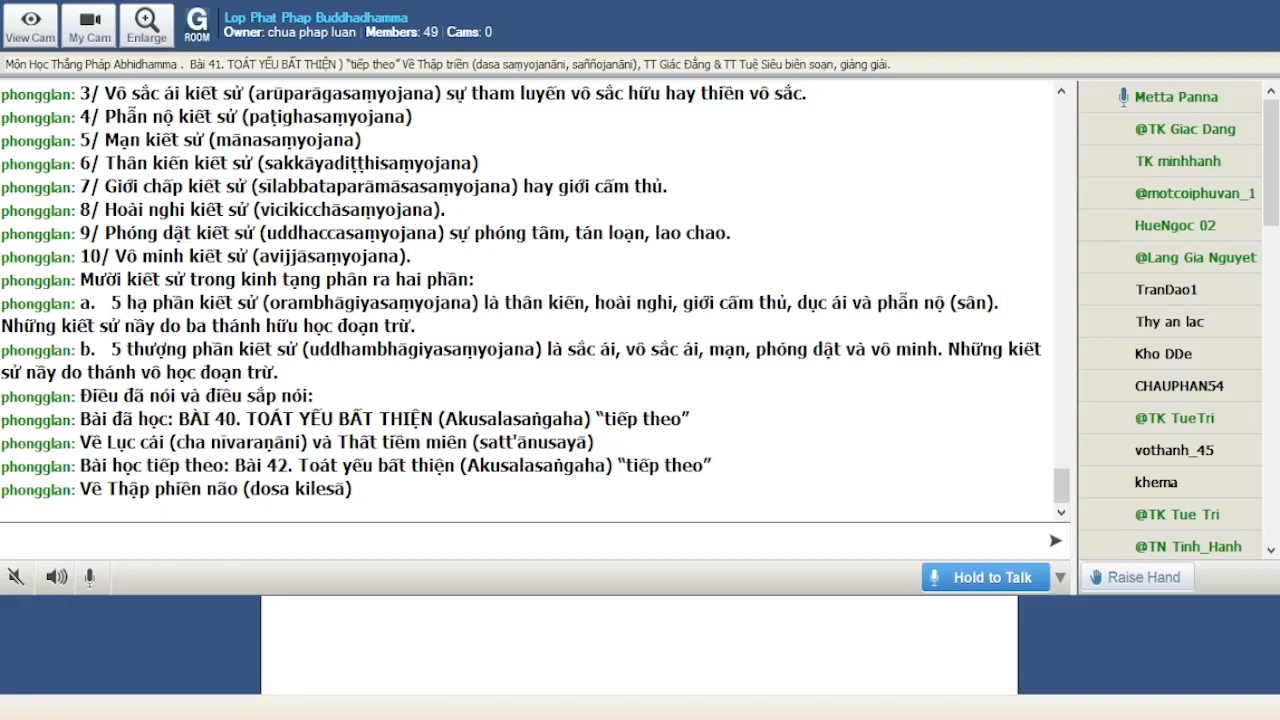 View Cam
My Cam
Enlarge
G
ROOM
Lop Phat Phap Buddhadhamma
Owner: chua phap luan | Members: 49 | Cams: 0
Môn Học Thắng Pháp Abhidhamma . Bài 41. TOÁT YẾU BẤT THIỆN ) “tiếp theo” Về Thập triền (dasa saṃyojanāni, saññojanāni), TT Giác Đẳng & TT Tuệ Siêu biên soạn, giảng giải.
phongglan: 3/ Vô sắc ái kiết sử (arūparāgasaṃyojana) sự tham luyến vô sắc hữu hay thiền vô sắc.
phongglan: 4/ Phẫn nộ kiết sử (paṭighasaṃyojana)
phongglan: 5/ Mạn kiết sử (mānasaṃyojana)
phongglan: 6/ Thân kiến kiết sử (sakkāyadiṭṭhisaṃyojana)
phongglan: 7/ Giới chấp kiết sử (sīlabbataparāmāsasaṃyojana) hay giới cấm thủ.
phongglan: 8/ Hoài nghi kiết sử (vicikicchāsaṃyojana).
phongglan: 9/ Phóng dật kiết sử (uddhaccasaṃyojana) sự phóng tâm, tán loạn, lao chao.
phongglan: 10/ Vô minh kiết sử (avijjāsaṃyojana).
phongglan: Mười kiết sử trong kinh tạng phân ra hai phần:
phongglan: a. 5 hạ phần kiết sử (orambhāgiyasaṃyojana) là thân kiến, hoài nghi, giới cấm thủ, dục ái và phẫn nộ (sân).
Những kiết sử nầy do ba thánh hữu học đoạn trừ.
phongglan: b. 5 thượng phần kiết sử (uddhambhāgiyasaṃyojana) là sắc ái, vô sắc ái, mạn, phóng dật và vô minh. Những kiết
sử nầy do thánh vô học đoạn trừ.
phongglan: Điều đã nói và điều sắp nói:
phongglan: Bài đã học: BÀI 40. TOÁT YẾU BẤT THIỆN (Akusalasaṅgaha) “tiếp theo”
phongglan: Về Lục cái (cha nīvaraṇāni) và Thất tiềm miên (satt'ānusayā)
phongglan: Bài học tiếp theo: Bài 42. Toát yếu bất thiện (Akusalasaṅgaha) “tiếp theo”
phongglan: Về Thập phiền não (dosa kilesā)
Hold to Talk
Metta Panna
@TK Giac Dang
TK minhhanh
@motcoiphuvan_1
HueNgoc 02
@Lang Gia Nguyet
TranDao1
Thy an lac
Kho DDe
CHAUPHAN54
@TK TueTri
vothanh_45
khema
@TK Tue Tri
@TN Tinh_Hanh
Raise Hand